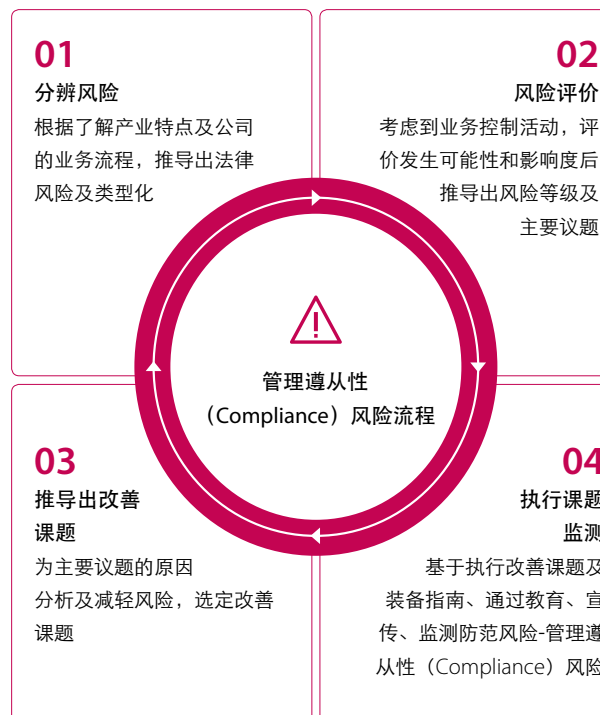 01
分辨风险
根据了解产业特点及公司
的业务流程，推导出法律
风险及类型化
02
风险评价
考虑到业务控制活动，评
价发生可能性和影响度后
推导出风险等级及
主要议题
管理遵从性
（Compliance）风险流程
03
推导出改善
课题
为主要议题的原因
分析及减轻风险，选定改善
课题
04
执行课题
监测
基于执行改善课题及
装备指南、通过教育、宣
传、监测防范风险-管理遵
从性（Compliance）风险